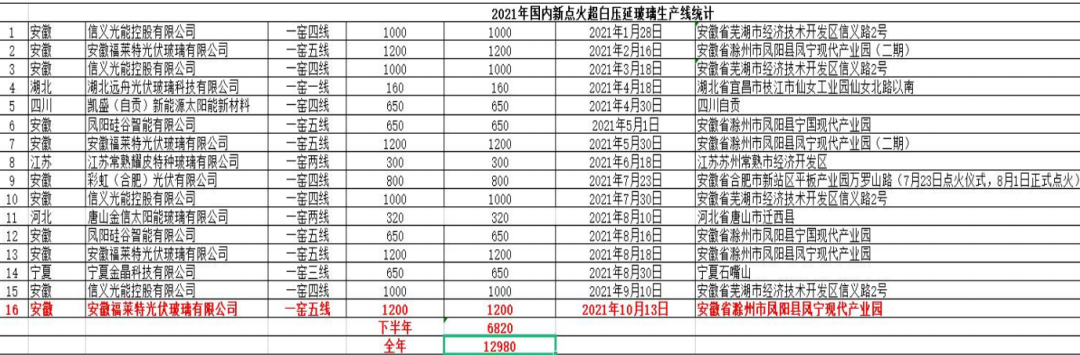 2021年国内新点火超白压延玻璃生产线统计
1 安徽 信义光能控股有限公司 一窑四线 1000 1000 2021年1月28日 安徽省芜湖市经济技术开发区信义路2号
2 安徽 安徽福莱特光伏玻璃有限公司 一窑五线 1200 1200 2021年2月16日 安徽省滁州市凤阳县凤宁现代产业园（二期）
3 安徽 信义光能控股有限公司 一窑四线 1000 1000 2021年3月18日 安徽省芜湖市经济技术开发区信义路2号
4 湖北 湖北远舟光伏玻璃科技有限公司 一窑一线 160 160 2021年4月18日 湖北省宜昌市枝江市仙女工业园仙女北路以南
5 四川 凯盛（自贡）新能源太阳能新材料 一窑四线 650 650 2021年4月30日 四川自贡
6 安徽 凤阳硅谷智能有限公司 一窑五线 650 650 2021年5月1日 安徽省滁州市凤阳县宁国现代产业园
7 安徽 安徽福莱特光伏玻璃有限公司 一窑五线 1200 1200 2021年5月30日 安徽省滁州市凤阳县凤宁现代产业园（二期）
8 江苏 江苏常熟耀皮特种玻璃有限公司 一窑两线 300 300 2021年6月18日 江苏苏州常熟市经济开发区
9 安徽 彩虹（合肥）光伏有限公司 一窑四线 800 800 2021年7月23日 安徽省合肥市新站区平板产业园万罗山路（7月23日点火仪式，8月1日正式点火）
10 安徽 信义光能控股有限公司 一窑四线 1000 1000 2021年7月30日 安徽省芜湖市经济技术开发区信义路2号
11 河北 唐山金信太阳能玻璃有限公司 一窑两线 320 320 2021年8月10日 河北省唐山市迁西县
12 安徽 凤阳硅谷智能有限公司 一窑五线 650 650 2021年8月16日 安徽省滁州市凤阳县宁国现代产业园
13 安徽 安徽福莱特光伏玻璃有限公司 一窑五线 1200 1200 2021年8月18日 安徽省滁州市凤阳县凤宁现代产业园
14 宁夏 宁夏金晶科技有限公司 一窑三线 650 650 2021年8月30日 宁夏石嘴山
15 安徽 信义光能控股有限公司 一窑四线 1000 1000 2021年9月10日 安徽省芜湖市经济技术开发区信义路2号
16 安徽 安徽福莱特光伏玻璃有限公司 一窑五线 1200 1200 2021年10月13日 安徽省滁州市凤阳县凤宁现代产业园
下半年 6820
全年 12980